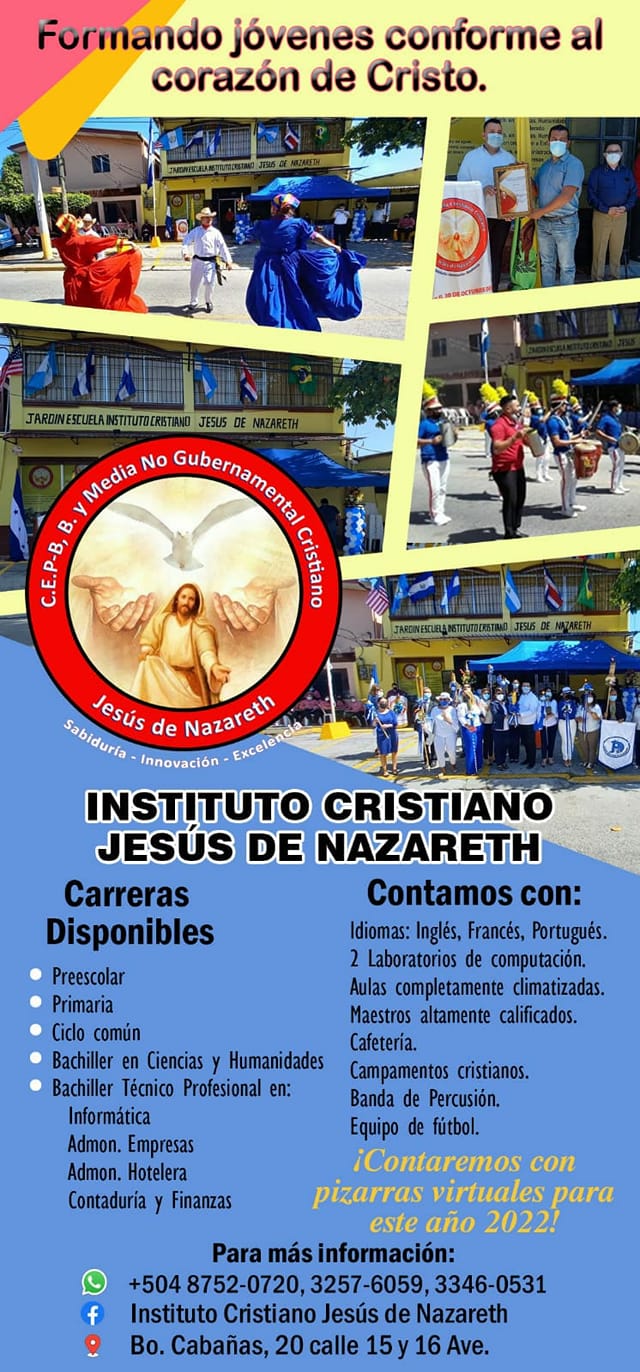 Formando jóvenes conforme al
corazón de Cristo.
JARDIN ESCUELA INSTITUTO CRISTIANO JESUS DE NAZARETH
JARDIN ESCUELA INSTITUTO CRISTIANO JESUS DE NAZARETH
C.E.P-B, B. y Media No Gubernamental Cristiano
Jesús de Nazareth
Sabiduría - Innovación - Excelencia
JARDIN ESCUELA INSTITUTO CRISTIANO JESUS DE NAZARETH
INSTITUTO CRISTIANO
JESÚS DE NAZARETH
Carreras
Disponibles
Preescolar
Primaria
Ciclo común
Bachiller en Ciencias y Humanidades
Bachiller Técnico Profesional en:
Informática
Admon. Empresas
Admon. Hotelera
Contaduría y Finanzas
Contamos con:
Idiomas: Inglés, Francés, Portugués.
2 Laboratorios de computación.
Aulas completamente climatizadas.
Maestros altamente calificados.
Cafetería.
Campamentos cristianos.
Banda de Percusión.
Equipo de fútbol.
¡Contaremos con
pizarras virtuales para
este año 2022!
Para más información:
+504 8752-0720, 3257-6059, 3346-0531
Instituto Cristiano Jesús de Nazareth
Bo. Cabañas, 20 calle 15 y 16 Ave.